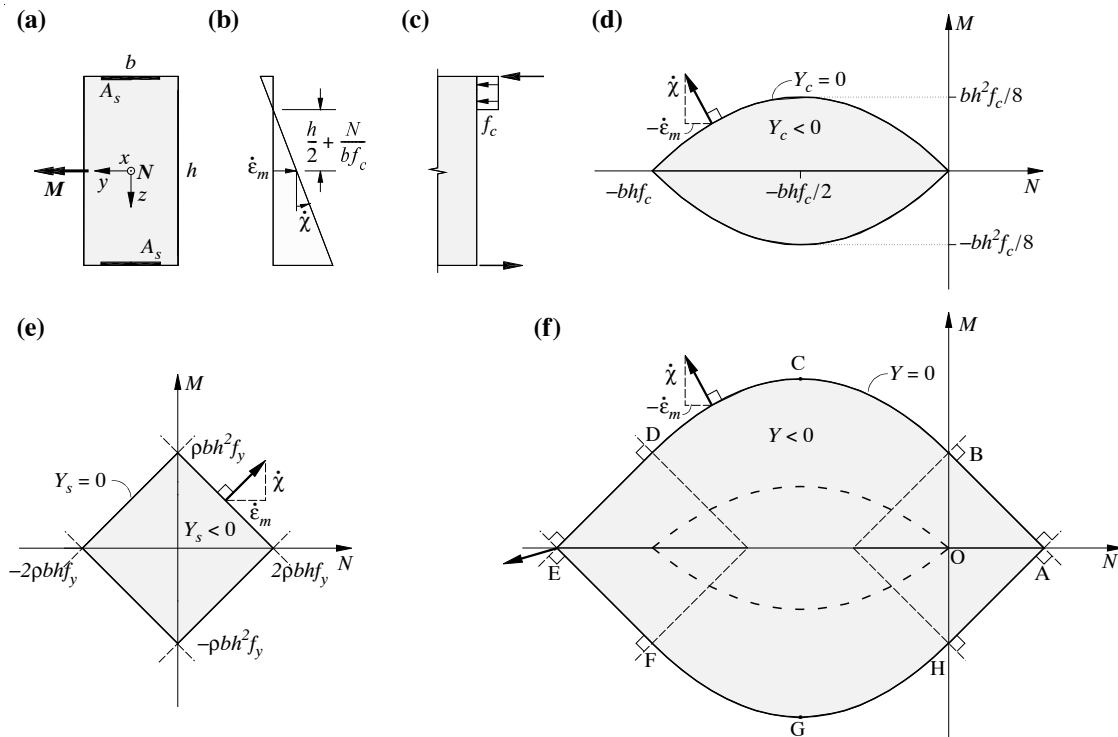 (a)
b
A_s
x
N
M
y
z
h
A_s
(b)
h/2 + N/bf_c
ε̇_m
χ̇
(c)
f_c
(d)
M
χ̇
−ε̇_m
Y_c = 0
Y_c < 0
bh²f_c/8
−bhf_c
−bhf_c/2
N
−bh²f_c/8
(e)
M
ρbh²f_y
Y_s = 0
χ̇
ε̇_m
Y_s < 0
−2ρbhf_y
2ρbhf_y
N
−ρbh²f_y
(f)
M
C
χ̇
−ε̇_m
Y = 0
Y < 0
D
B
E
O
A
N
F
H
G